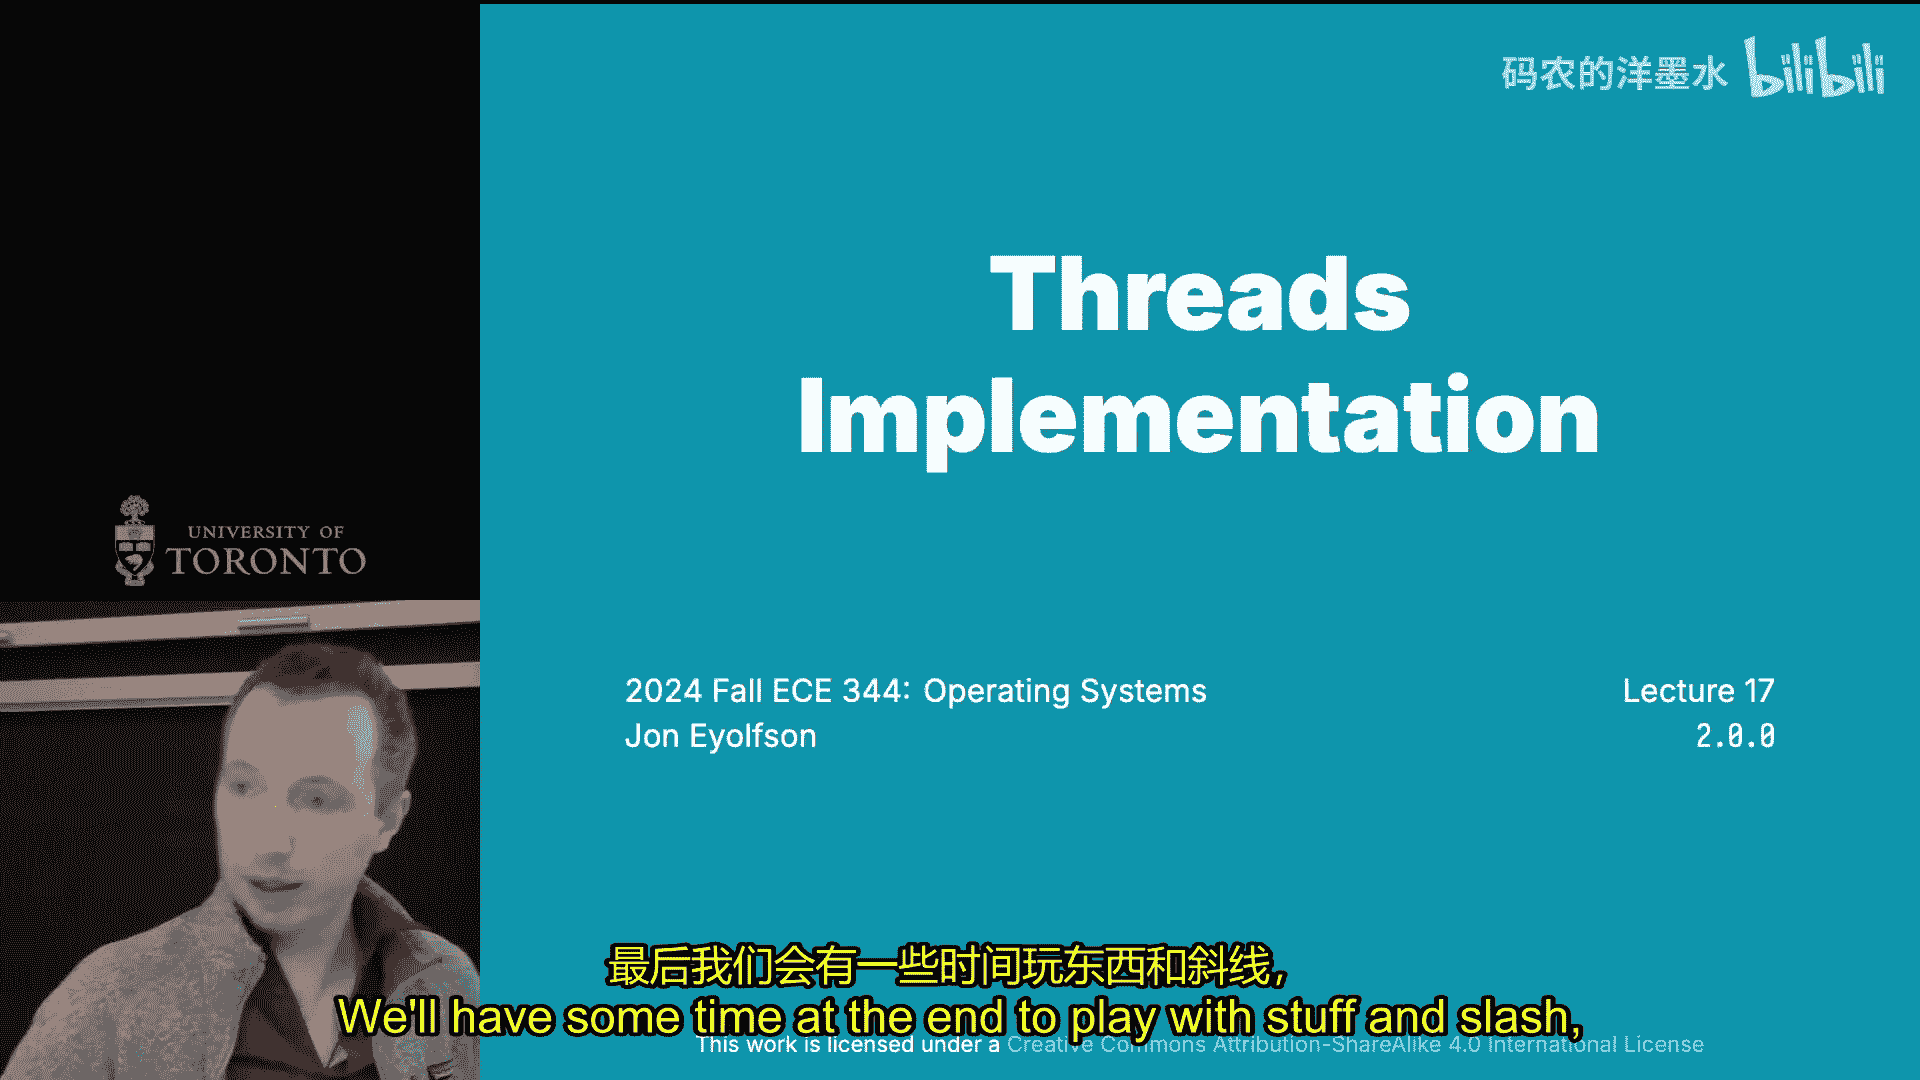 码农的洋墨水 bilibili
Threads
Implementation
UNIVERSITY OF
TORONTO
2024 Fall ECE 344: Operating Systems
Lecture 17
Jon Eyolfson
2.0.0
最后我们会有一些时间玩东西和斜线，
We'll have some time at the end to play with stuff and slash,
This work is licensed under a Creative Commons Attribution-ShareAlike 4.0 International License